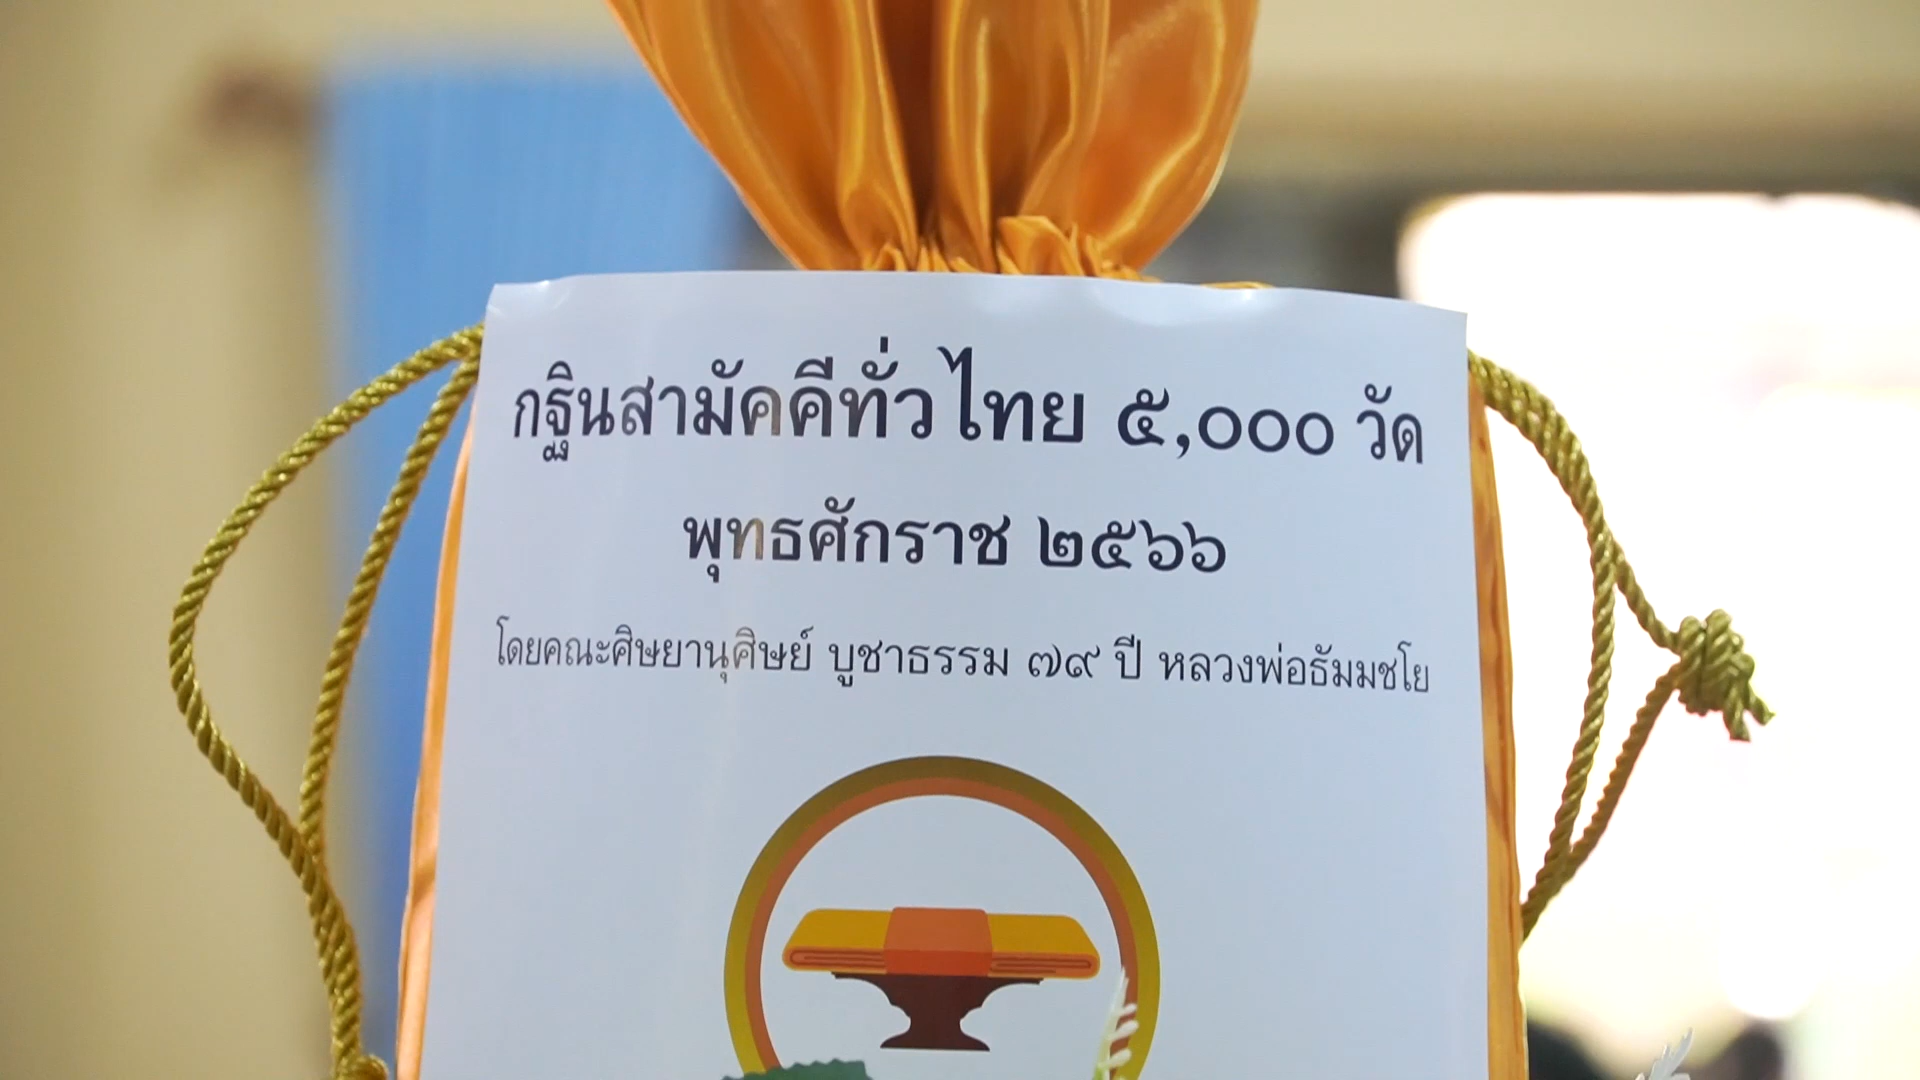 กฐินสามัคคีทั่วไทย ๕,๐๐๐ วัด
พุทธศักราช ๒๕๖๖
โดยคณะศิษยานุศิษย์ บูชาธรรม ๗๙ ปี หลวงพ่อธัมมชโย